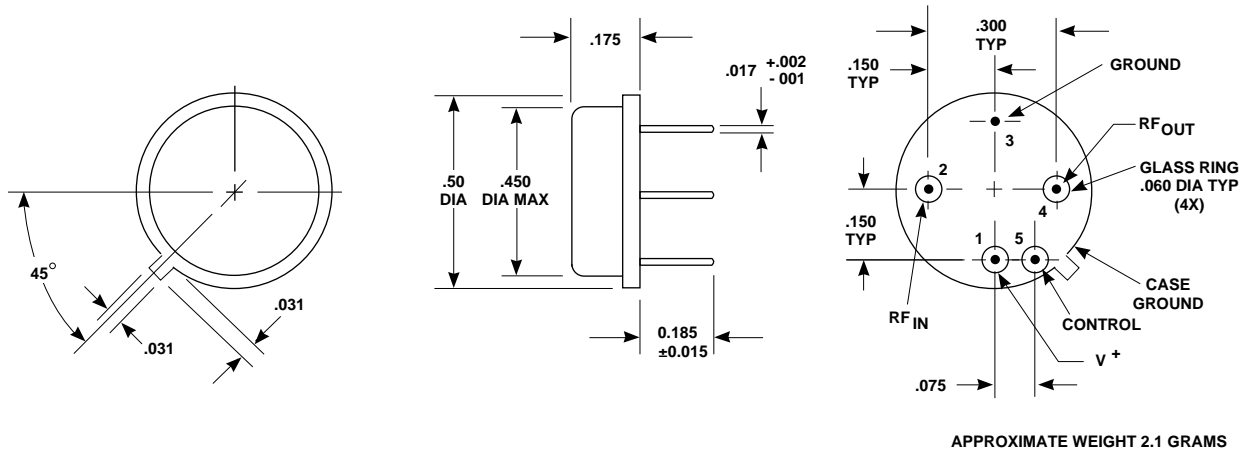 45°
.031
.031
.175
.50
DIA
.450
DIA MAX
.017 +.002
- 001
0.185
±0.015
.300
TYP
.150
TYP
GROUND
3
RF OUT
2
GLASS RING
.060 DIA TYP
(4X)
4
.150
TYP
1
5
CASE
GROUND
RF IN
CONTROL
V +
.075
APPROXIMATE WEIGHT 2.1 GRAMS